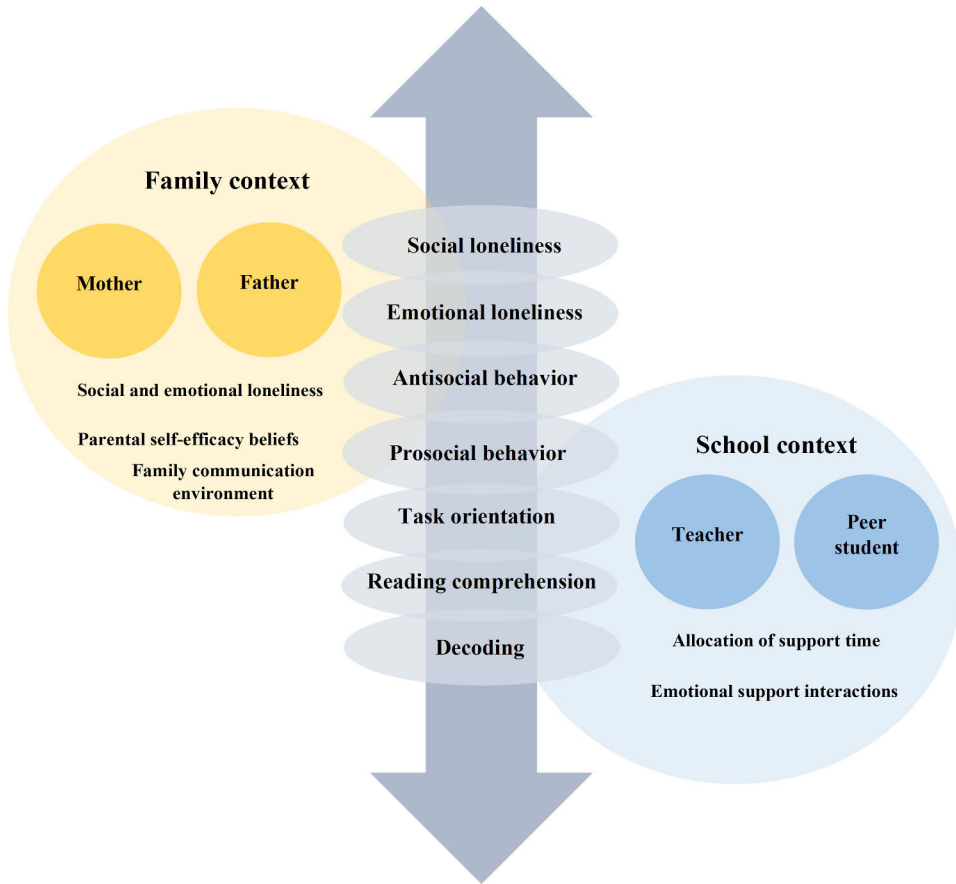 Family context
Mother
Father
Social and emotional loneliness
Parental self-efficacy beliefs
Family communication
environment
Social loneliness
Emotional loneliness
Antisocial behavior
Prosocial behavior
Task orientation
Reading comprehension
Decoding
School context
Teacher
Peer
student
Allocation of support time
Emotional support interactions